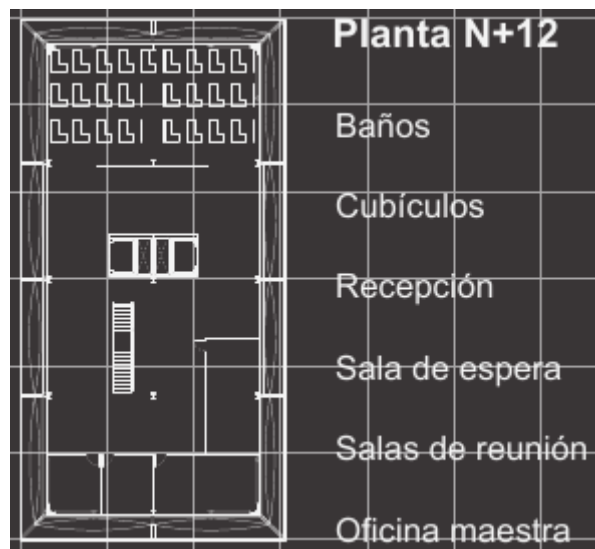 Planta N+12
Baños
Cubículos
Recepción
Sala de espera
Salas de reunión
Oficina maestra